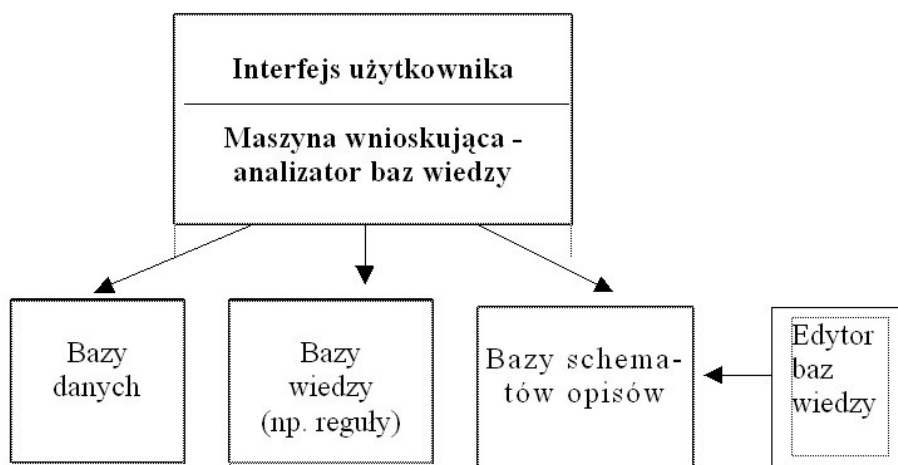 Interfejs użytkownika
Maszyna wnioskująca -
analizator baz wiedzy
Bazy
danych
Bazy
wiedzy
(np. reguły)
Bazy schema-
tów opisów
Edytor
baz
wiedzy